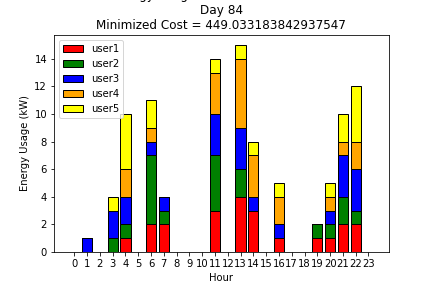 Day 84
Minimized Cost = 449.033183842937547
user1
user2
user3
user4
user5
Energy Usage (kW)
14
12
10
8
6
4
2
0
0 1 2 3 4 5 6 7 8 9 10 11 12 13 14 15 16 17 18 19 20 21 22 23
Hour